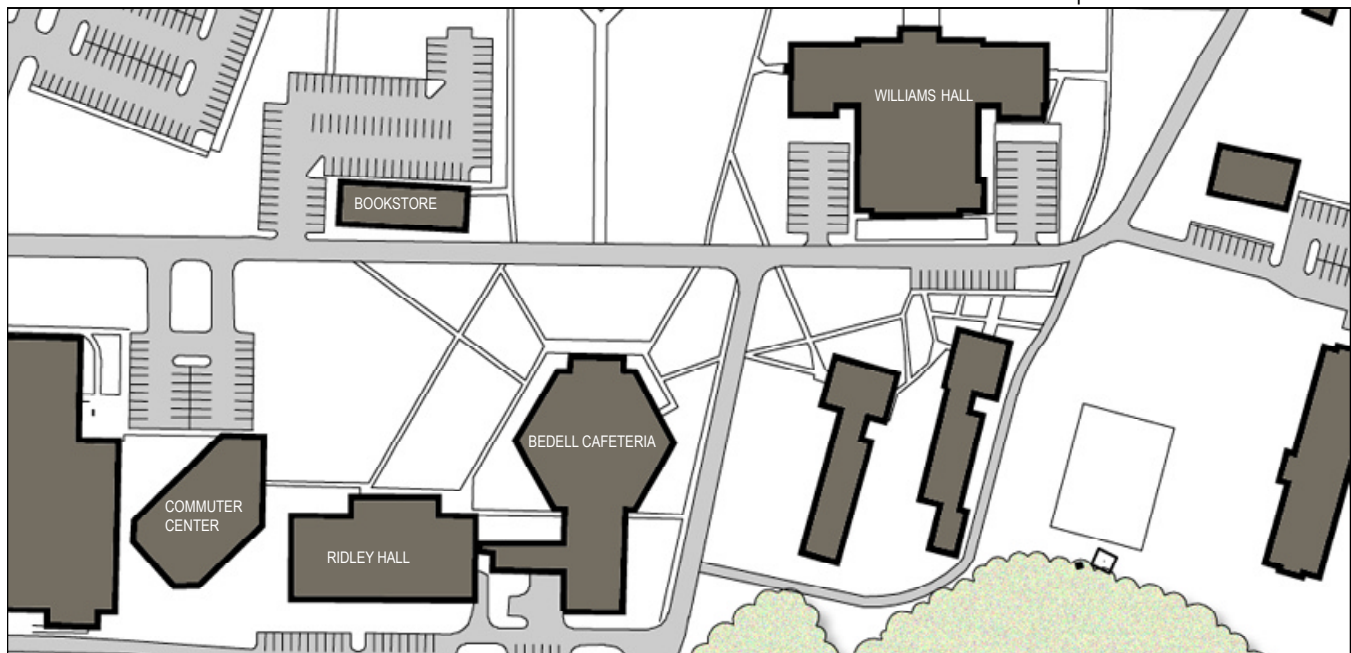 WILLIAMS HALL
BOOKSTORE
BEDELL CAFETERIA
COMMUTER
CENTER
RIDLEY HALL